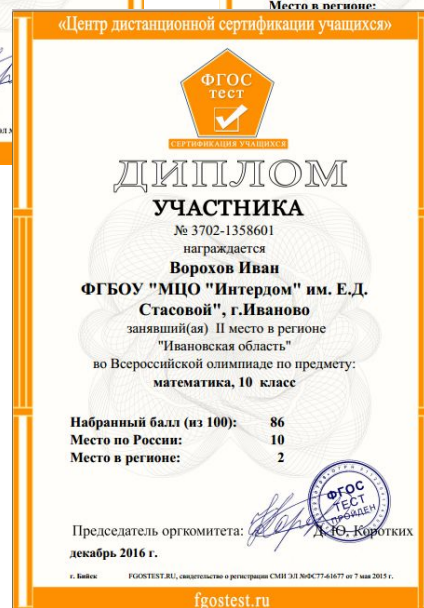 Место в регионе:
«Центр дистанционной сертификации учащихся»
ФГОС
тест
СЕРТИФИКАЦИЯ УЧАЩИХСЯ
ДИПЛОМ
УЧАСТНИКА
№ 3702-1358601
награждается
Ворохов Иван
ФГБОУ "МЦО "Интердом" им. Е.Д.
Стасовой", г.Иваново
занявший(ая) II место в регионе
"Ивановская область"
во Всероссийской олимпиаде по предмету:
математика, 10 класс
Набранный балл (из 100): 86
Место по России: 10
Место в регионе: 2
ФГОС
ТЕСТ
ПРОЙДЕН
Председатель оргкомитета: Д.Ю. Коротких
декабрь 2016 г.
г. Бийск FGOSTEST.RU, свидетельство о регистрации СМИ ЭЛ №ФС77-61677 от 7 мая 2015 г.
fgostest.ru